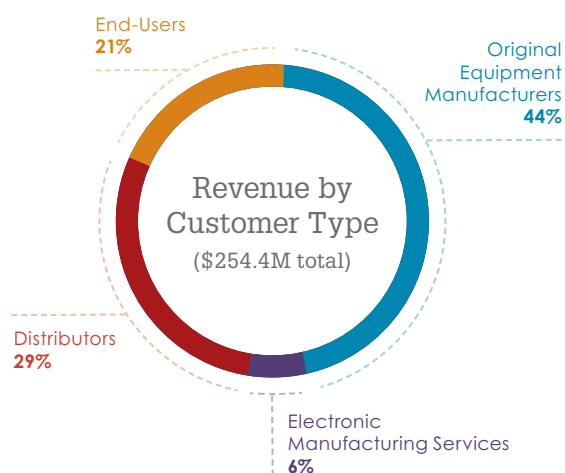 End-Users
21%
Original
Equipment
Manufacturers
44%
Revenue by
Customer Type
($254.4M total)
Distributors
29%
Electronic
Manufacturing Services
6%